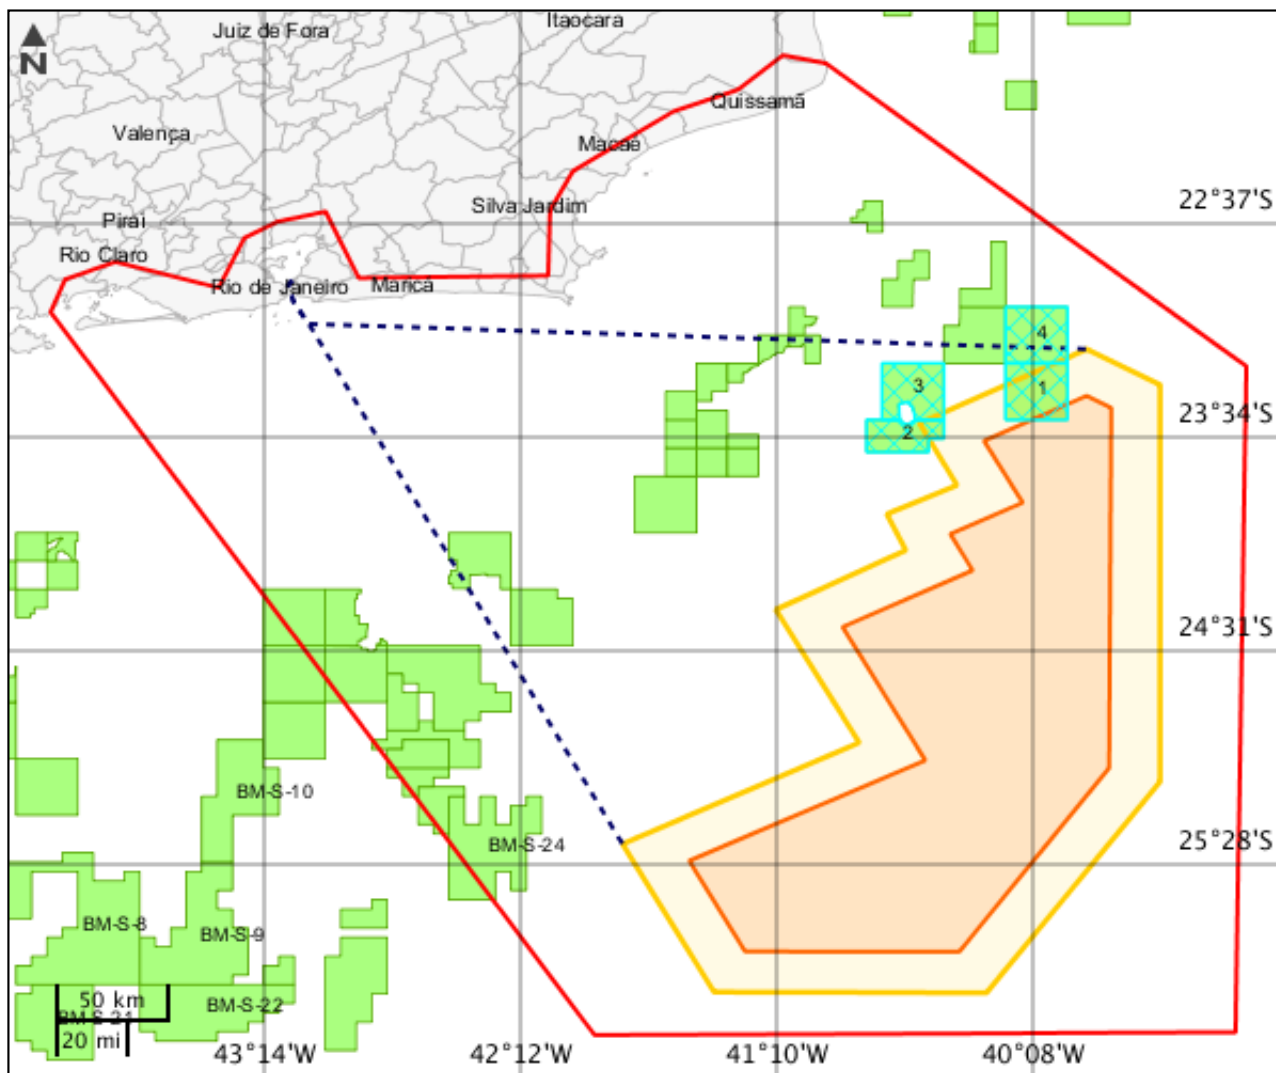 Itaocara
Juiz de Fora
N
Quissamã
Valença
Macaé
22°37'S
Silva Jardim
Piraí
Rio Claro
Rio de Janeiro
Maricá
4
3
1
23°34'S
2
24°31'S
BM-S-10
25°28'S
BM-S-24
BM-S-8
BM-S-9
50 km
BM-S-22
BM-S-21
20 mi
43°14'W
42°12'W
41°10'W
40°08'W